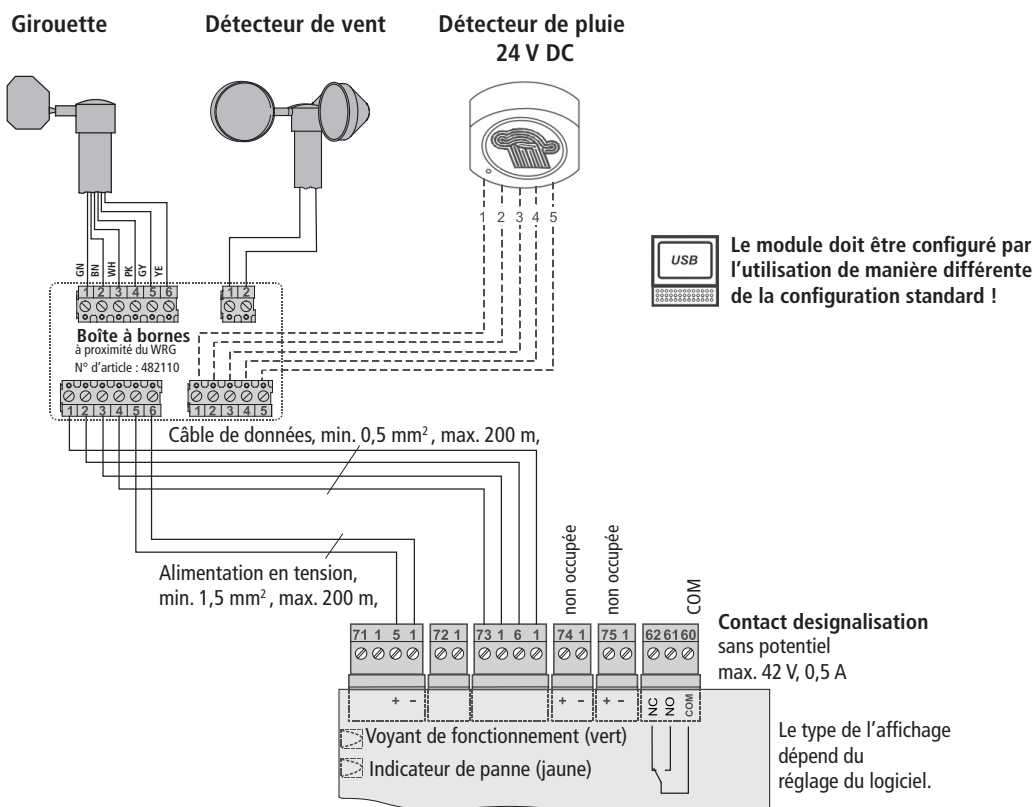 Girouette
Détecteur de vent
Détecteur de pluie
24 V DC
1 2 3 4 5
GN BN WH PK GY YE
1 2 3 4 5 6
1 2
USB
Le module doit être configuré par
l'utilisation de manière différente
de la configuration standard !
Boîte à bornes
à proximité du WRG
N° d'article : 482110
1 2 3 4 5 6
1 2 3 4 5
Câble de données, min. 0,5 mm², max. 200 m,
Alimentation en tension,
min. 1,5 mm², max. 200 m,
non occupée
non occupée
COM
71 1 5 1
72 1
73 1 6 1
74 1
75 1
62 61 60
Contact designalisation
sans potentiel
max. 42 V, 0,5 A
+ -
+ -
+ -
NC
NO
COM
Voyant de fonctionnement (vert)
Indicateur de panne (jaune)
Le type de l'affichage
dépend du
réglage du logiciel.